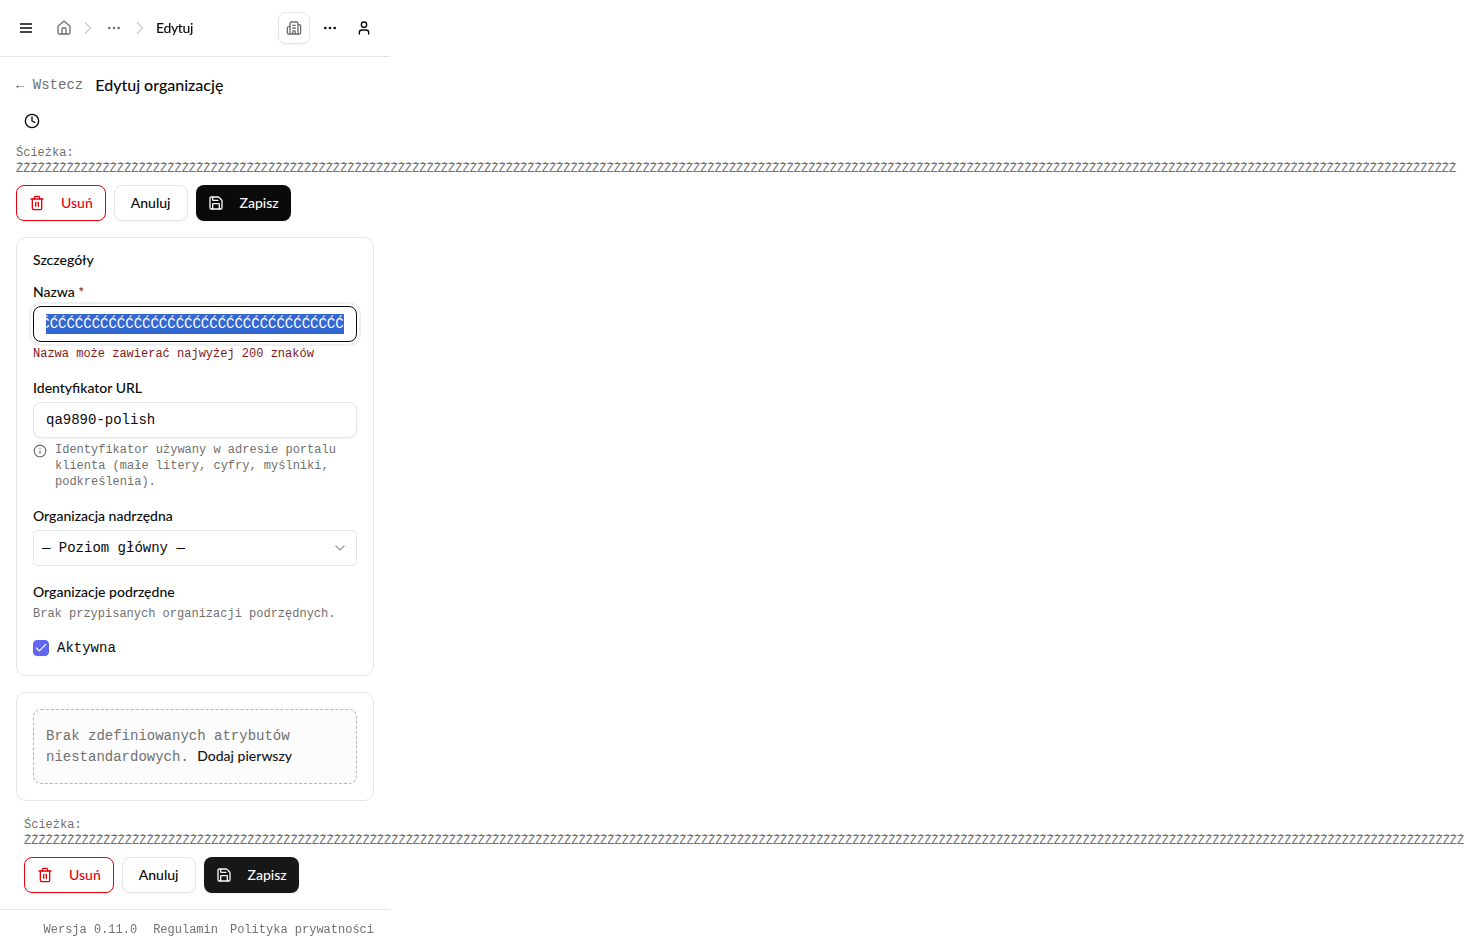 Edytuj
← Wstecz Edytuj organizację
Ścieżka:
Usuń Anuluj Zapisz
Szczegóły
Nazwa *
Nazwa może zawierać najwyżej 200 znaków
Identyfikator URL
qa9890-polish
Identyfikator używany w adresie portalu
klienta (małe litery, cyfry, myślniki,
podkreślenia).
Organizacja nadrzędna
— Poziom główny —
Organizacje podrzędne
Brak przypisanych organizacji podrzędnych.
Aktywna
Brak zdefiniowanych atrybutów
niestandardowych. Dodaj pierwszy
Ścieżka:
Usuń Anuluj Zapisz
Wersja 0.11.0 Regulamin Polityka prywatności